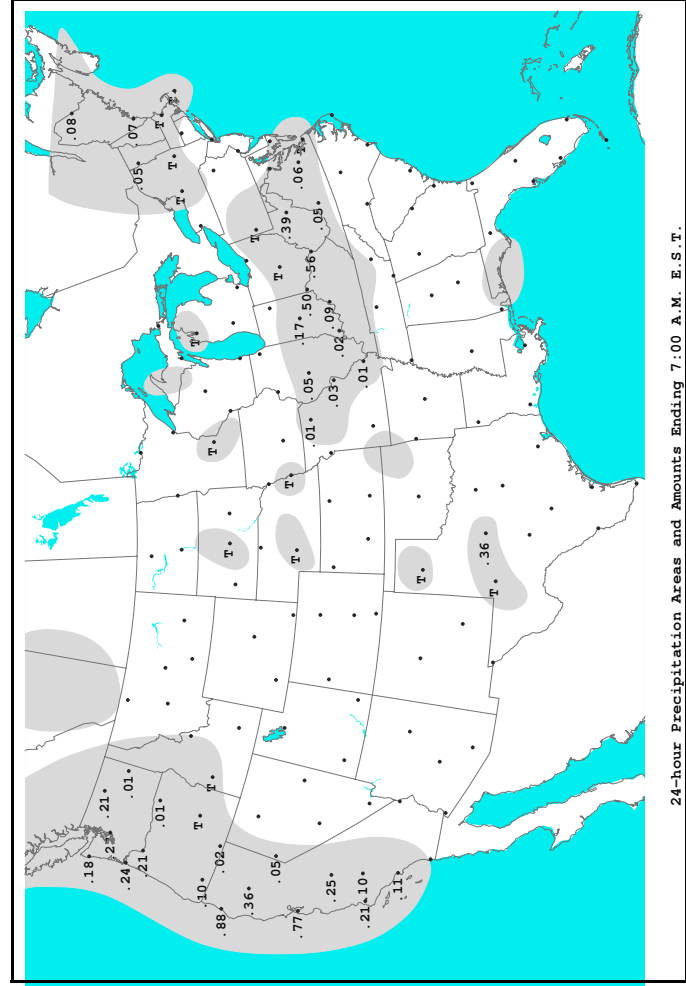 .08
.18
.21
.24
.01
.07
.05
.21
.01
T
T
T
T
T
T
.10
T
T
.02
.88
T
.36
T
.05
T
.39
T
T
.77
.17
.06
T
.50
.05
.01
.56
.05
.09
.25
.03
.02
.21
.10
.01
.11
T
.36
T
24-hour Precipitation Areas and Amounts Ending 7:00 A.M. E.S.T.